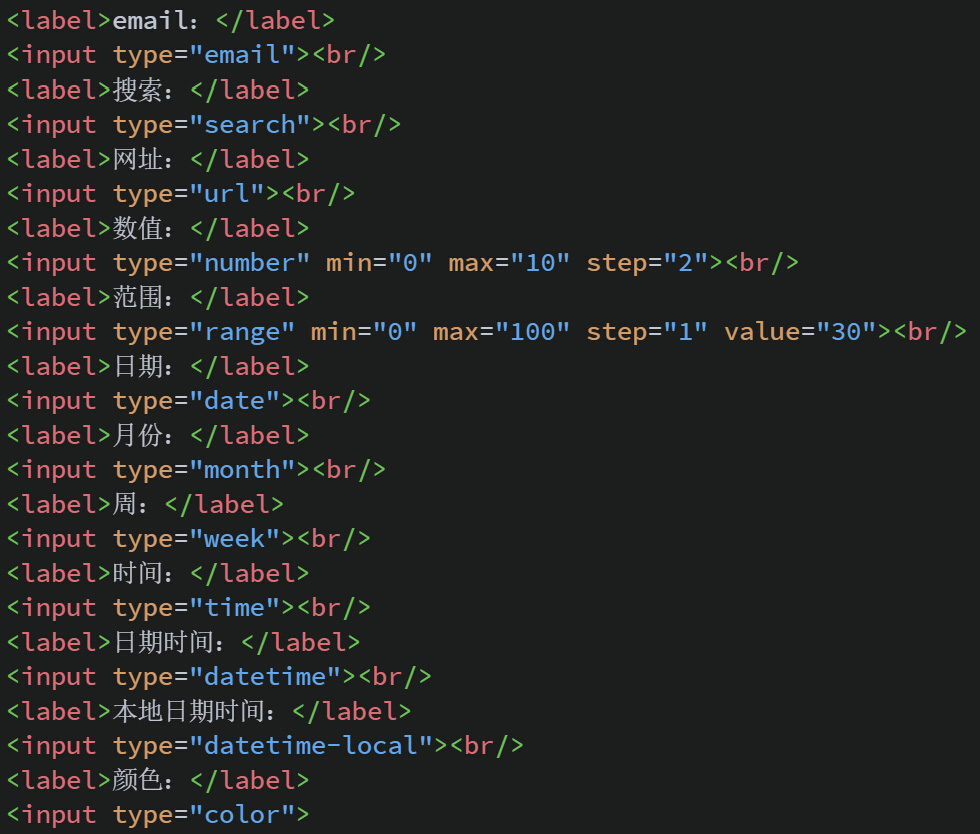 <label>email：</label>
<input type="email"><br/>
<label>搜索：</label>
<input type="search"><br/>
<label>网址：</label>
<input type="url"><br/>
<label>数值：</label>
<input type="number" min="0" max="10" step="2"><br/>
<label>范围：</label>
<input type="range" min="0" max="100" step="1" value="30"><br/>
<label>日期：</label>
<input type="date"><br/>
<label>月份：</label>
<input type="month"><br/>
<label>周：</label>
<input type="week"><br/>
<label>时间：</label>
<input type="time"><br/>
<label>日期时间：</label>
<input type="datetime"><br/>
<label>本地日期时间：</label>
<input type="datetime-local"><br/>
<label>颜色：</label>
<input type="color">